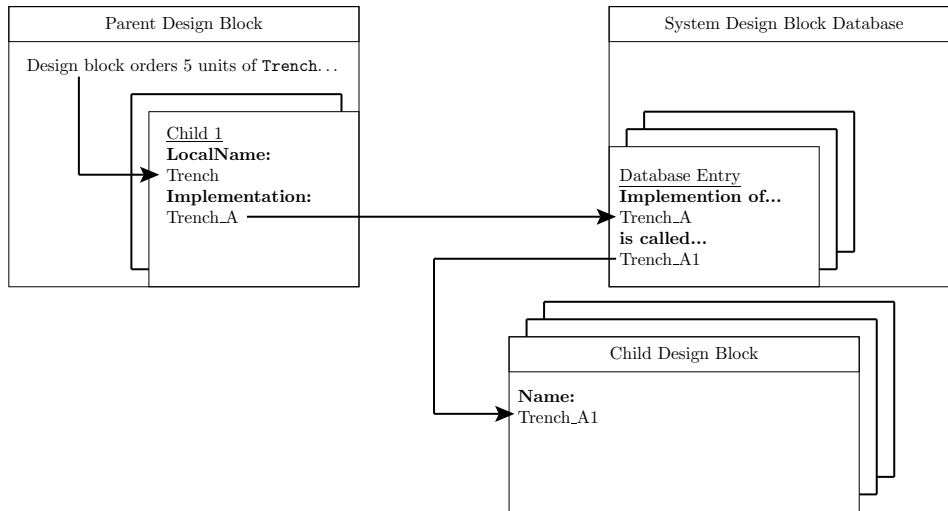 Parent Design Block
Design block orders 5 units of Trench...
Child 1
LocalName:
Trench
Implementation:
Trench_A
System Design Block Database
Database Entry
Implemention of...
Trench_A
is called...
Trench_A1
Child Design Block
Name:
Trench_A1